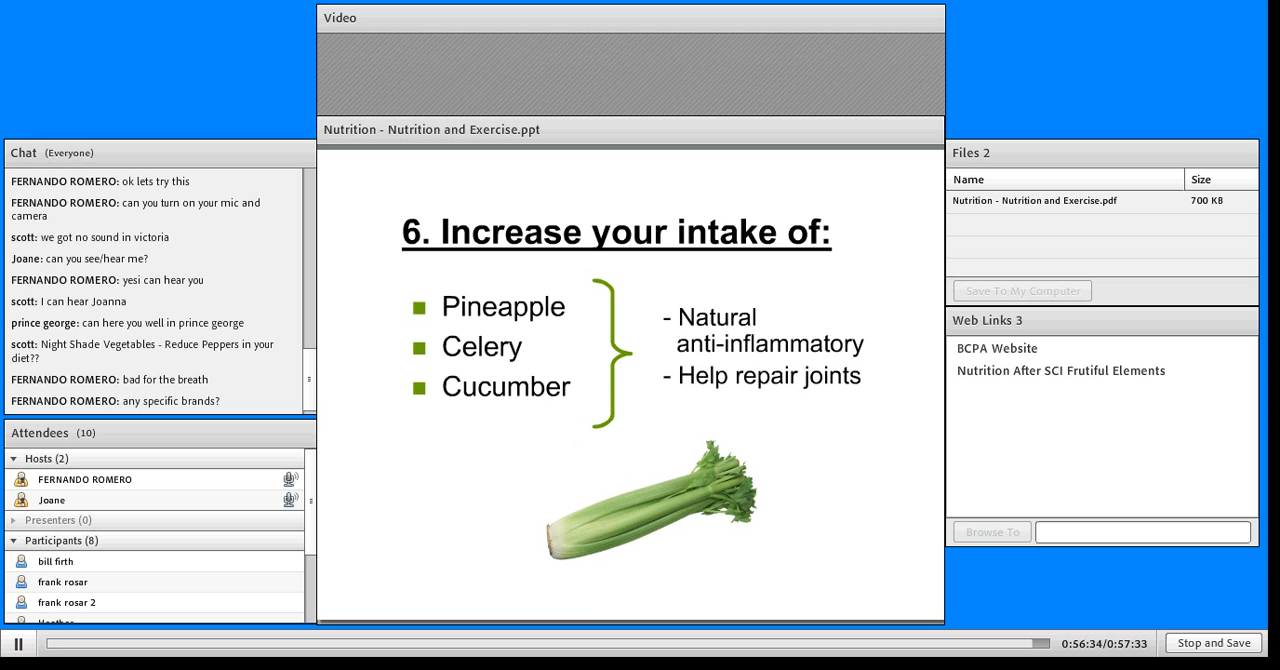 Video
Nutrition - Nutrition and Exercise.ppt
Chat (Everyone)
FERNANDO ROMERO: ok lets try this
FERNANDO ROMERO: can you turn on your mic and
camera
scott: we got no sound in victoria
Joane: can you see/hear me?
FERNANDO ROMERO: yesi can hear you
scott: I can hear Joanna
prince george: can here you well in prince george
scott: Night Shade Vegetables - Reduce Peppers in your
diet??
FERNANDO ROMERO: bad for the breath
FERNANDO ROMERO: any specific brands?
Attendees (10)
Hosts (2)
FERNANDO ROMERO
Joane
Presenters (0)
Participants (8)
bill firth
frank rosar
frank rosar 2
6. Increase your intake of:
Pineapple
Celery
Cucumber
- Natural
anti-inflammatory
- Help repair joints
Files 2
Name Size
Nutrition - Nutrition and Exercise.pdf 700 KB
Save To My Computer
Web Links 3
BCPA Website
Nutrition After SCI Frutiful Elements
Browse To
0:56:34/0:57:33
Stop and Save